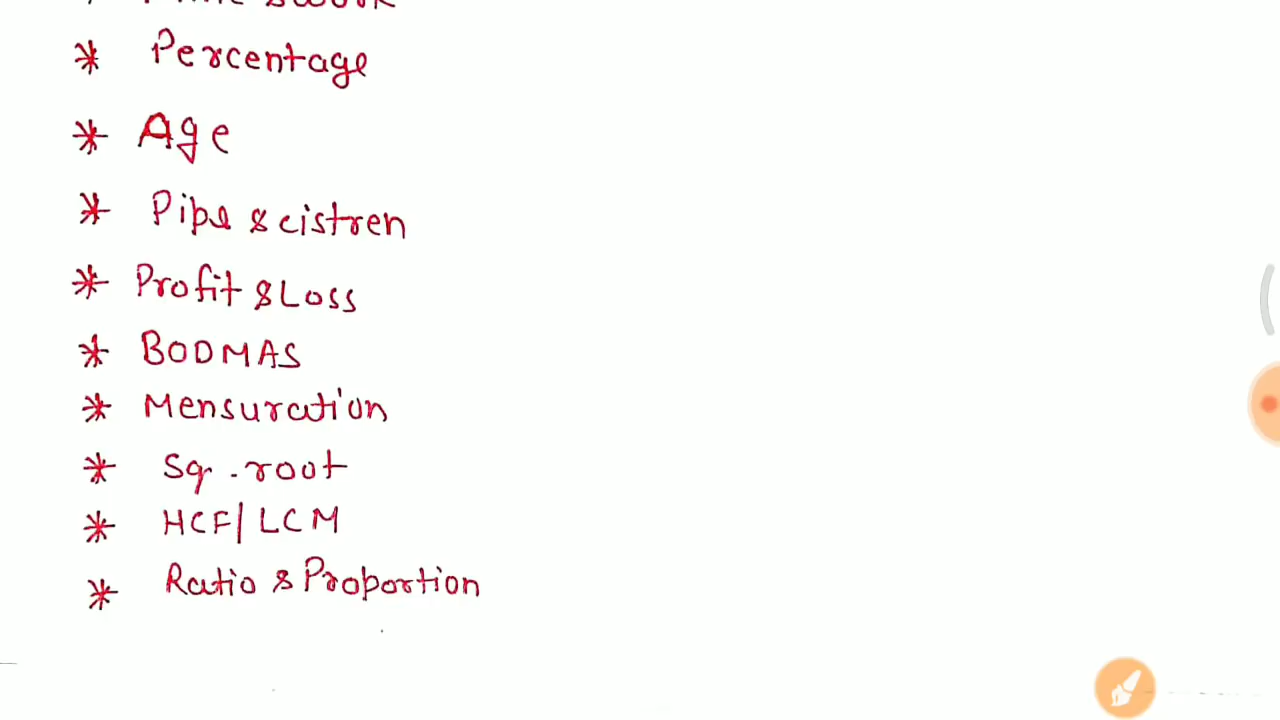 * Percentage
* Age
* Pipe & cistren
* Profit & Loss
* BODMAS
* Mensuration
* Sq. root
* HCF/LCM
* Ratio & Proportion